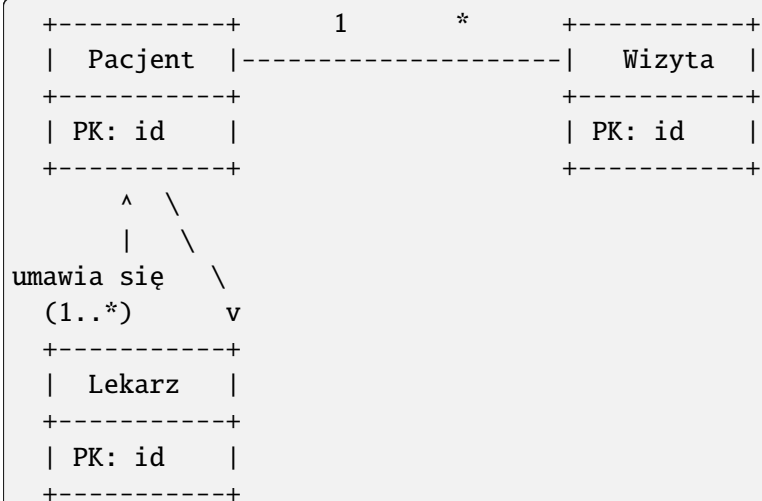 +-----------+       1       *      +-----------+
|  Pacjent  |---------------------|   Wizyta  |
+-----------+                      +-----------+
| PK: id    |                      | PK: id    |
+-----------+                      +-----------+
^  \
|   \
umawia się   \
(1..*)      v
+-----------+
|  Lekarz   |
+-----------+
| PK: id    |
+-----------+